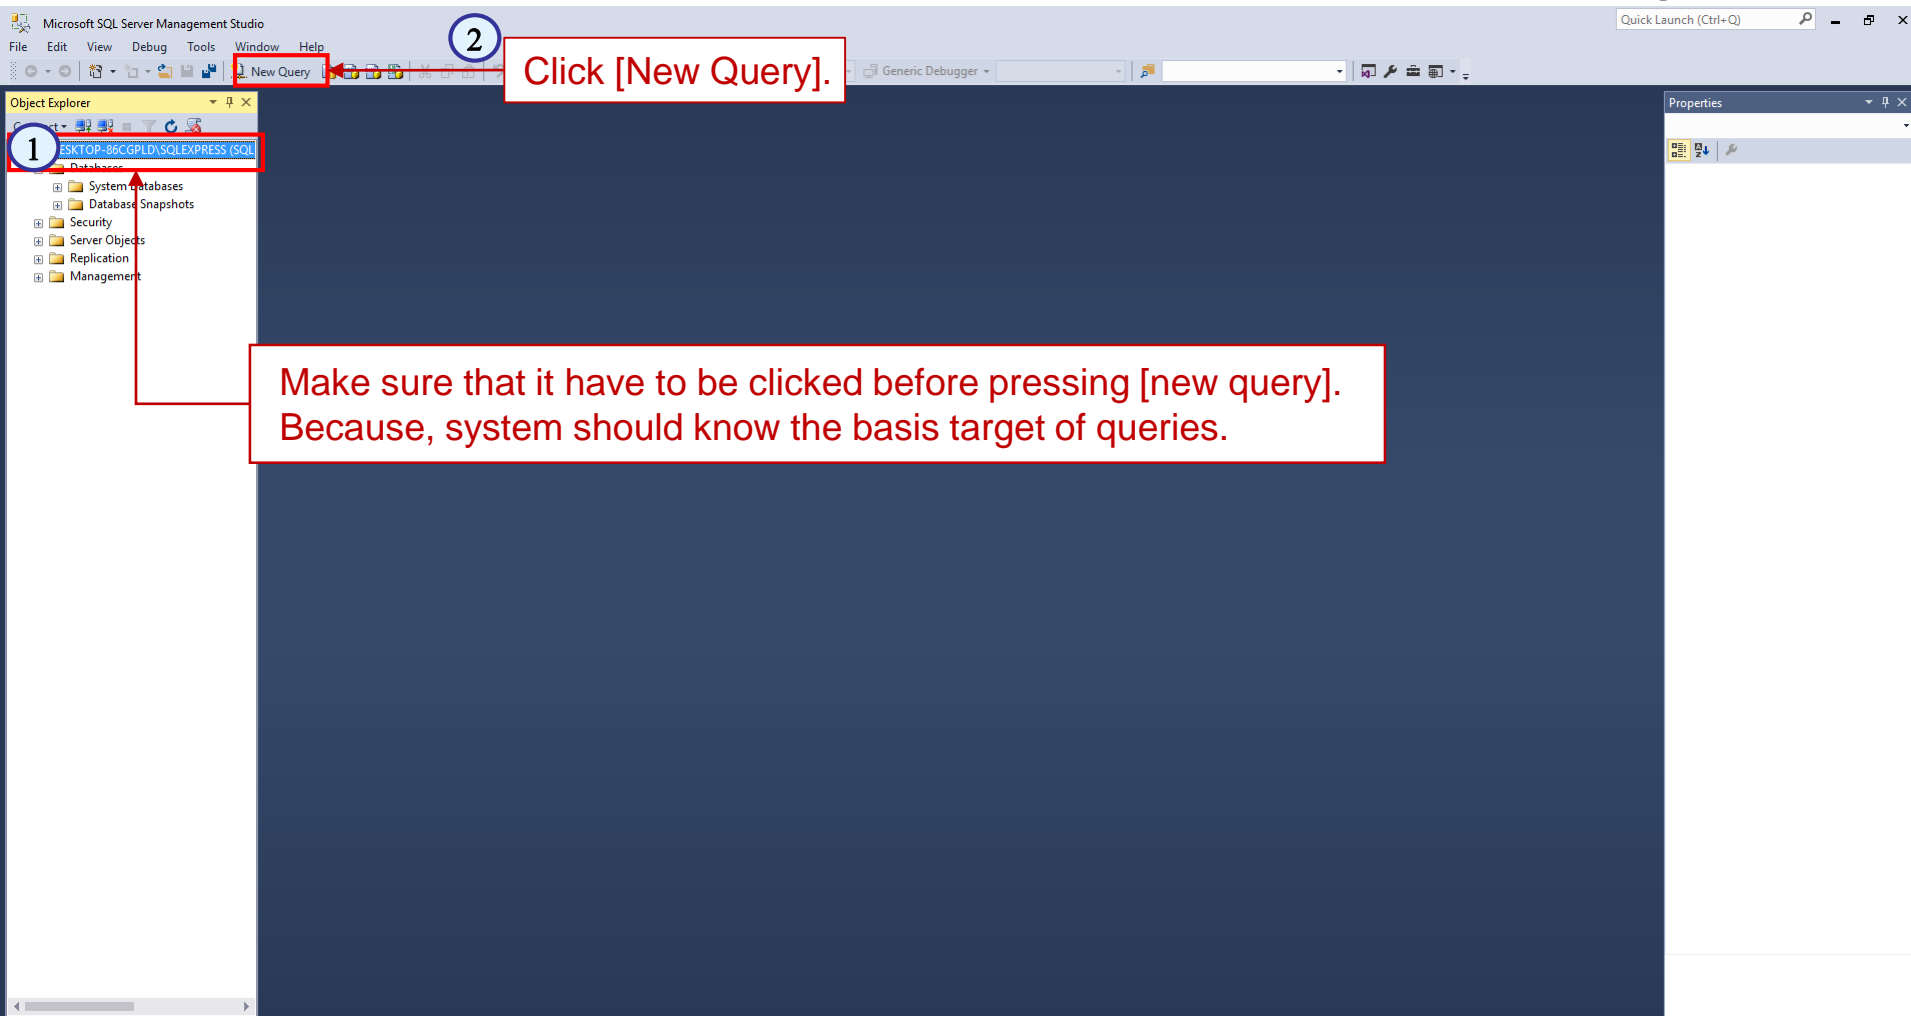 Microsoft SQL Server Management Studio
Quick Launch (Ctrl+Q)
File Edit View Debug Tools Window Help
2
New Query
Click [New Query].
Generic Debugger
Object Explorer
Properties
1
ESKTOP-86CGPLD\SQLEXPRESS (SQL
Databases
System Databases
Database Snapshots
Security
Server Objects
Replication
Management
Make sure that it have to be clicked before pressing [new query].
Because, system should know the basis target of queries.